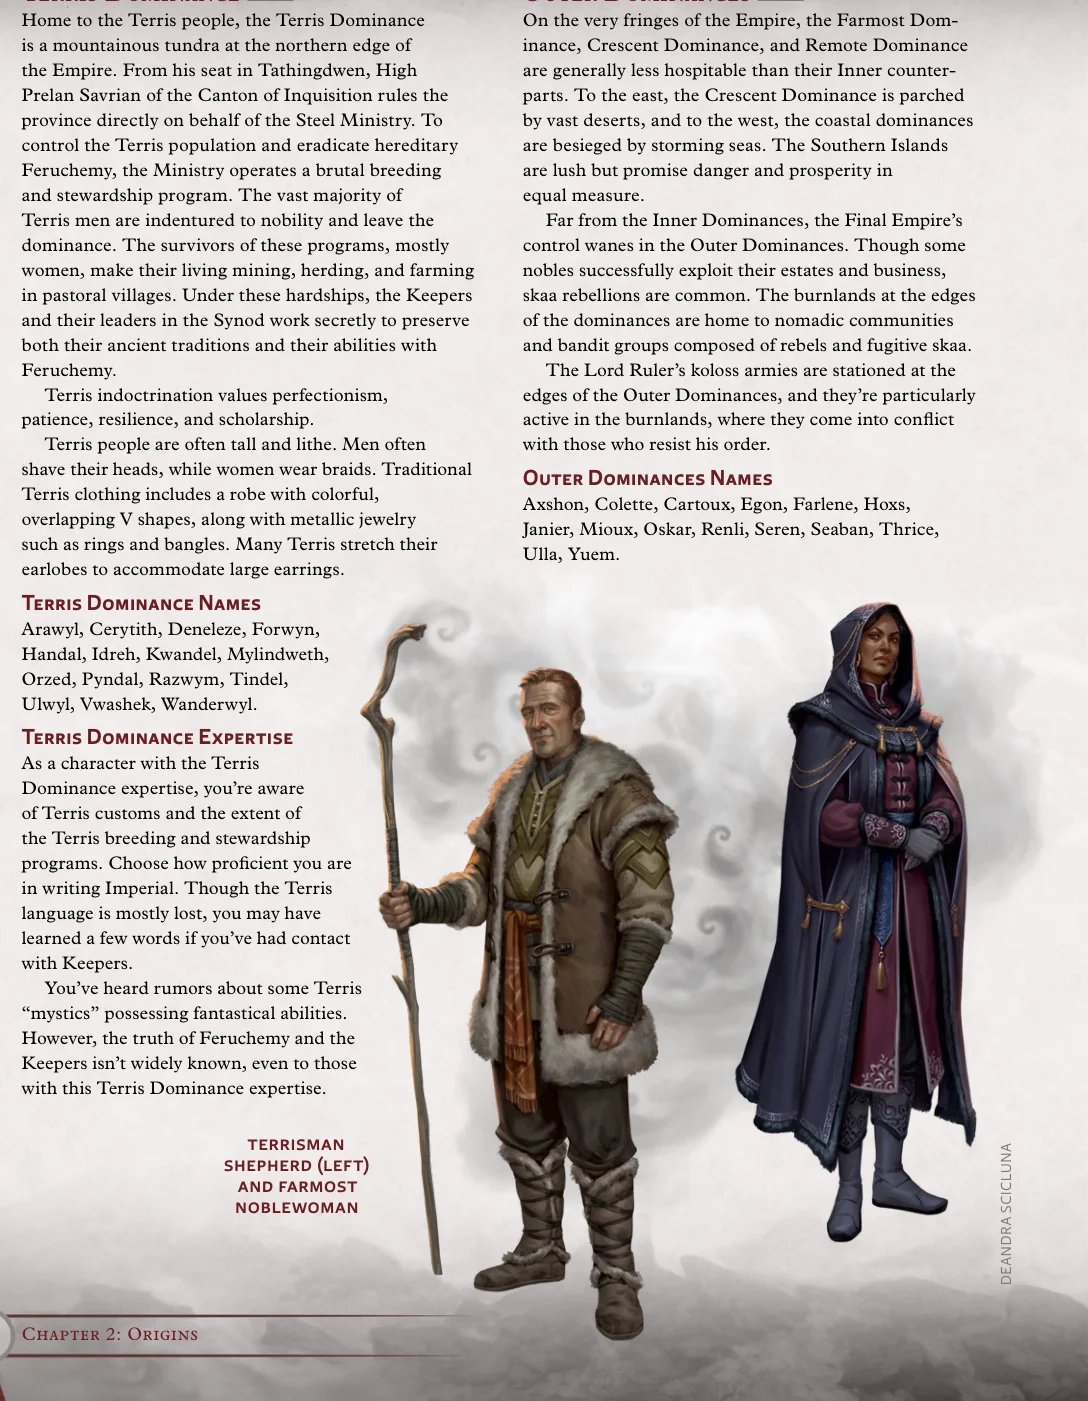 TERRIS DOMINANCE
Home to the Terris people, the Terris Dominance
is a mountainous tundra at the northern edge of
the Empire. From his seat in Tathingdwen, High
Prelan Savrian of the Canton of Inquisition rules the
province directly on behalf of the Steel Ministry. To
control the Terris population and eradicate hereditary
Feruchemy, the Ministry operates a brutal breeding
and stewardship program. The vast majority of
Terris men are indentured to nobility and leave the
dominance. The survivors of these programs, mostly
women, make their living mining, herding, and farming
in pastoral villages. Under these hardships, the Keepers
and their leaders in the Synod work secretly to preserve
both their ancient traditions and their abilities with
Feruchemy.
Terris indoctrination values perfectionism,
patience, resilience, and scholarship.
Terris people are often tall and lithe. Men often
shave their heads, while women wear braids. Traditional
Terris clothing includes a robe with colorful,
overlapping V shapes, along with metallic jewelry
such as rings and bangles. Many Terris stretch their
earlobes to accommodate large earrings.
TERRIS DOMINANCE NAMES
Arawyl, Cerytith, Deneleze, Forwyn,
Handal, Idreh, Kwandel, Mylindweth,
Orzed, Pyndal, Razwym, Tindel,
Ulwyl, Vwashek, Wanderwyl.
TERRIS DOMINANCE EXPERTISE
As a character with the Terris
Dominance expertise, you're aware
of Terris customs and the extent of
the Terris breeding and stewardship
programs. Choose how proficient you are
in writing Imperial. Though the Terris
language is mostly lost, you may have
learned a few words if you've had contact
with Keepers.
You've heard rumors about some Terris
“mystics” possessing fantastical abilities.
However, the truth of Feruchemy and the
Keepers isn't widely known, even to those
with this Terris Dominance expertise.
OUTER DOMINANCES
On the very fringes of the Empire, the Farmost Dom-
inance, Crescent Dominance, and Remote Dominance
are generally less hospitable than their Inner counter-
parts. To the east, the Crescent Dominance is parched
by vast deserts, and to the west, the coastal dominances
are besieged by storming seas. The Southern Islands
are lush but promise danger and prosperity in
equal measure.
Far from the Inner Dominances, the Final Empire's
control wanes in the Outer Dominances. Though some
nobles successfully exploit their estates and business,
skaa rebellions are common. The burnlands at the edges
of the dominances are home to nomadic communities
and bandit groups composed of rebels and fugitive skaa.
The Lord Ruler's koloss armies are stationed at the
edges of the Outer Dominances, and they're particularly
active in the burnlands, where they come into conflict
with those who resist his order.
OUTER DOMINANCES NAMES
Axshon, Colette, Cartoux, Egon, Farlene, Hoxs,
Janier, Mioux, Oskar, Renli, Seren, Seaban, Thrice,
Ulla, Yuem.
TERRISMAN
SHEPHERD (LEFT)
AND FARMOST
NOBLEWOMAN
DEANDRA SCICLUNA
CHAPTER 2: ORIGINS